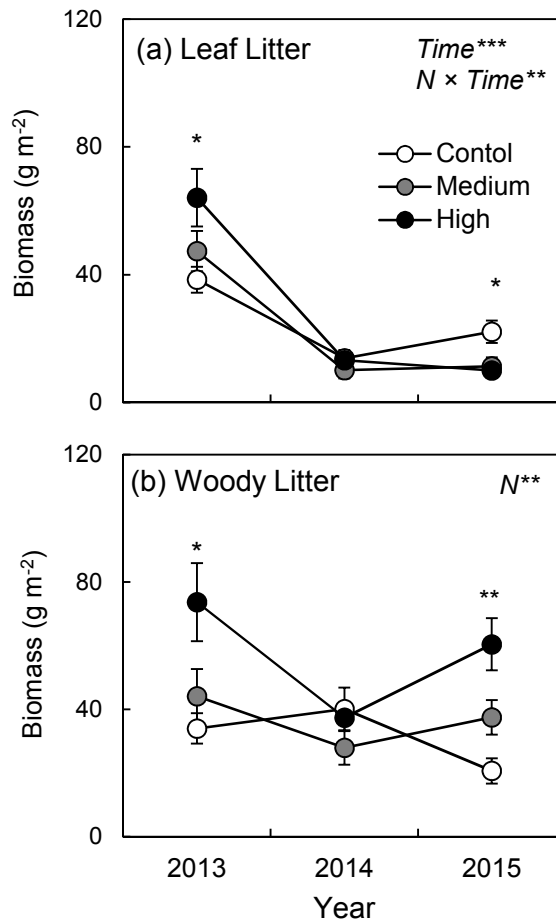 120
(a) Leaf Litter
Time***
N × Time**
*
Contol
Medium
High
80
*
40
0
Biomass (g m-2)
120
(b) Woody Litter
N**
*
80
**
40
0
Biomass (g m-2)
2013 2014 2015
Year